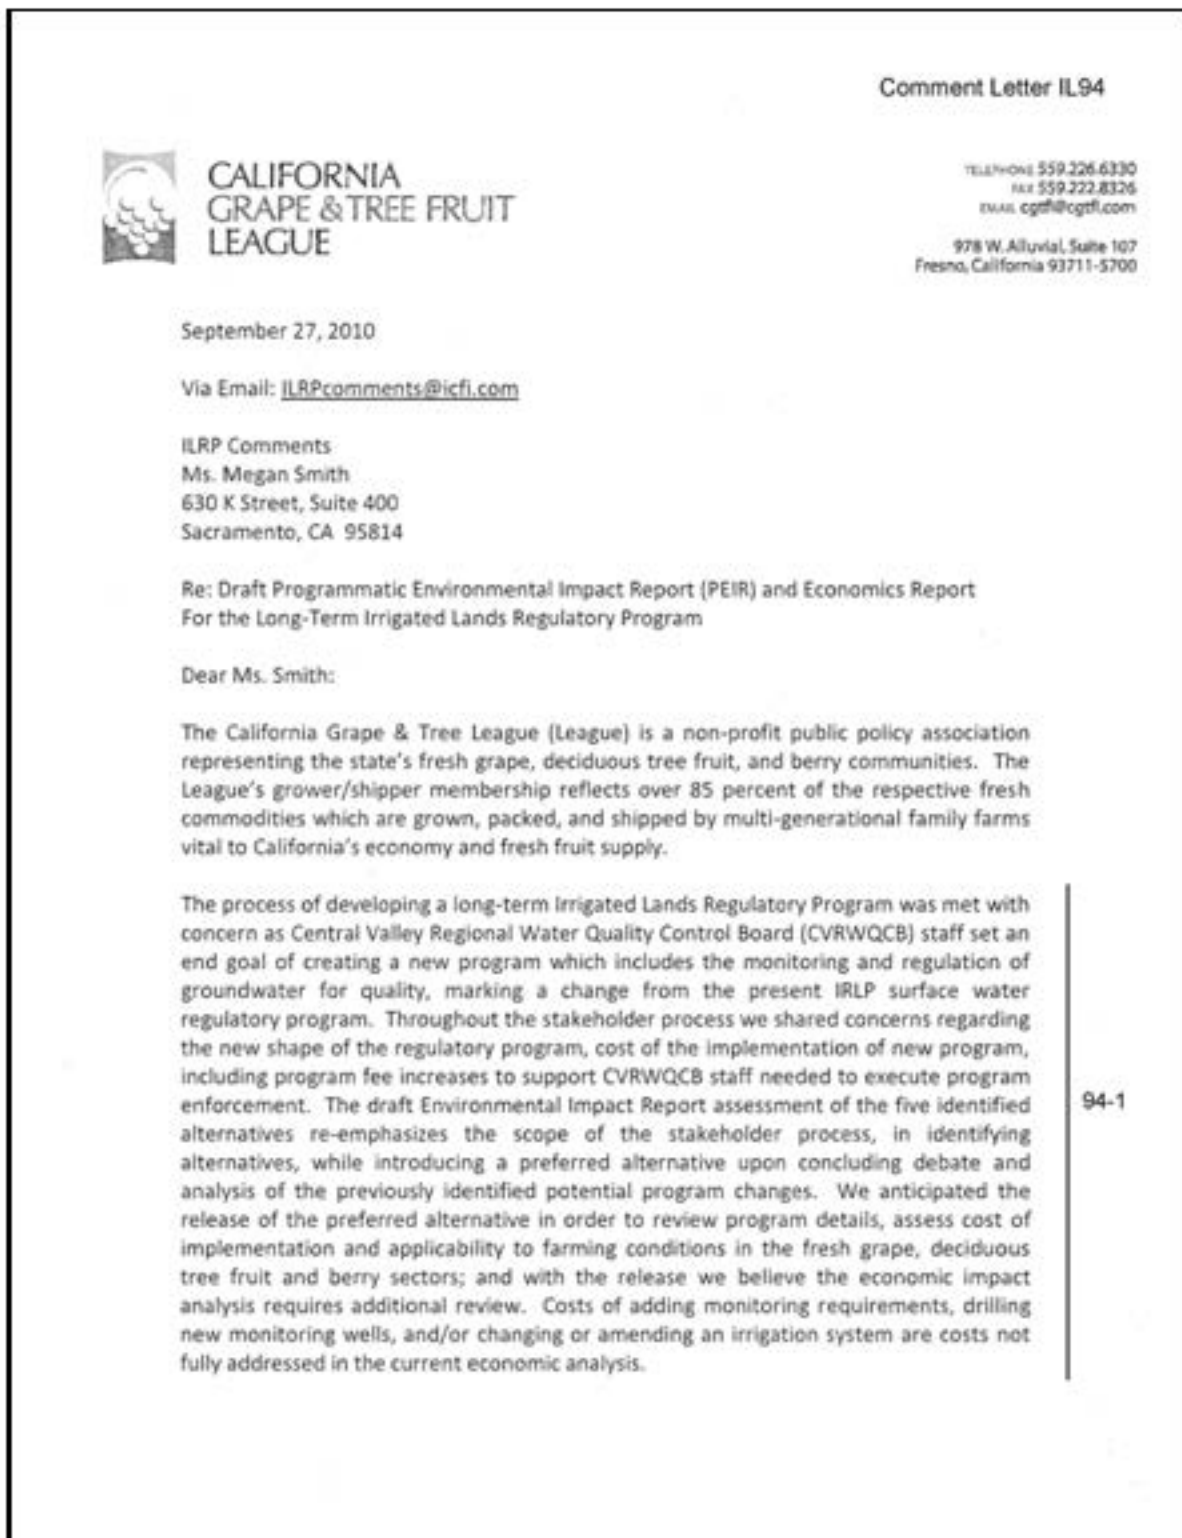 Comment Letter IL94
CALIFORNIA
GRAPE & TREE FRUIT
LEAGUE
TELEPHONE 559.226.6330
FAX 559.222.8326
EMAIL cgtfl@cgtfl.com
978 W. Alluvial, Suite 107
Fresno, California 93711-5700
September 27, 2010
Via Email: ILRPcomments@icfi.com
ILRP Comments
Ms. Megan Smith
630 K Street, Suite 400
Sacramento, CA 95814
Re: Draft Programmatic Environmental Impact Report (PEIR) and Economics Report
For the Long-Term Irrigated Lands Regulatory Program
Dear Ms. Smith:
The California Grape & Tree League (League) is a non-profit public policy association
representing the state's fresh grape, deciduous tree fruit, and berry communities. The
League's grower/shipper membership reflects over 85 percent of the respective fresh
commodities which are grown, packed, and shipped by multi-generational family farms
vital to California's economy and fresh fruit supply.
The process of developing a long-term Irrigated Lands Regulatory Program was met with
concern as Central Valley Regional Water Quality Control Board (CVRWQCB) staff set an
end goal of creating a new program which includes the monitoring and regulation of
groundwater for quality, marking a change from the present IRLP surface water
regulatory program. Throughout the stakeholder process we shared concerns regarding
the new shape of the regulatory program, cost of the implementation of new program,
including program fee increases to support CVRWQCB staff needed to execute program
enforcement. The draft Environmental Impact Report assessment of the five identified
alternatives re-emphasizes the scope of the stakeholder process, in identifying
alternatives, while introducing a preferred alternative upon concluding debate and
analysis of the previously identified potential program changes. We anticipated the
release of the preferred alternative in order to review program details, assess cost of
implementation and applicability to farming conditions in the fresh grape, deciduous
tree fruit and berry sectors; and with the release we believe the economic impact
analysis requires additional review. Costs of adding monitoring requirements, drilling
new monitoring wells, and/or changing or amending an irrigation system are costs not
fully addressed in the current economic analysis.
94-1